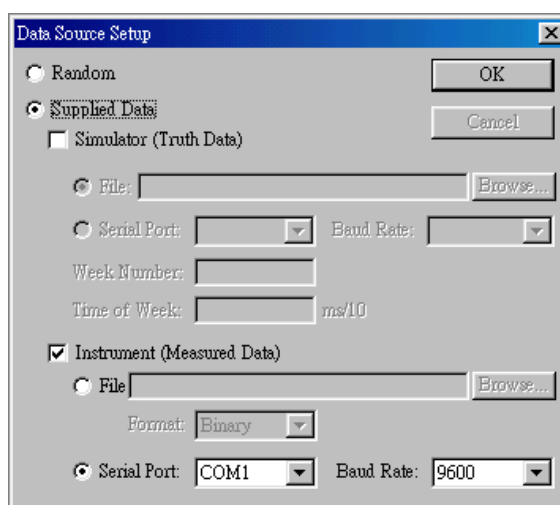 Data Source Setup
Random
OK
Supplied Data
Cancel
Simulator (Truth Data)
File: Browse...
Serial Port: Baud Rate:
Week Number:
Time of Week: ms/10
Instrument (Measured Data)
File Browse...
Format: Binary
Serial Port: COM1 Baud Rate: 9600